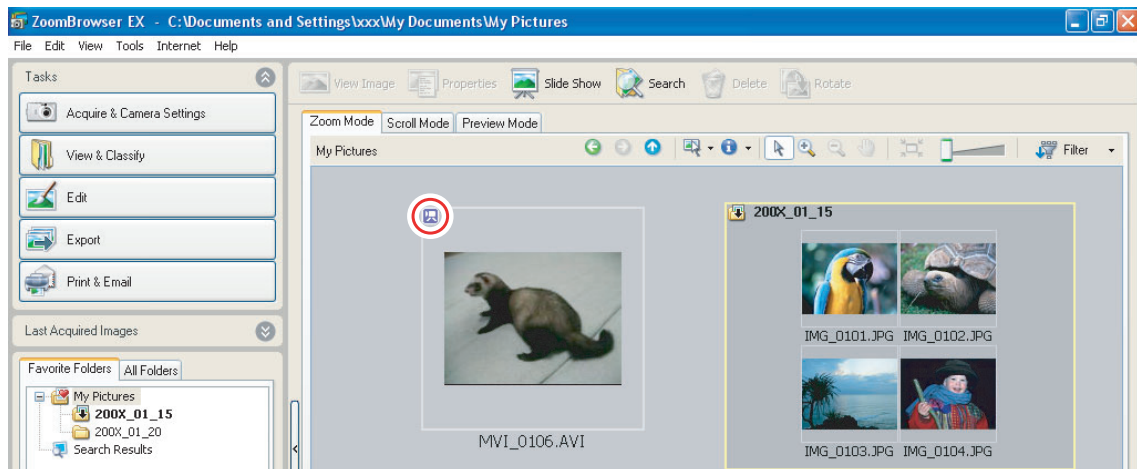 ZoomBrowser EX - C:\Documents and Settings\xxx\My Documents\My Pictures
File Edit View Tools Internet Help
Tasks
Acquire & Camera Settings
View & Classify
Edit
Export
Print & Email
Last Acquired Images
Favorite Folders All Folders
My Pictures
200X_01_15
200X_01_20
Search Results
View Image Properties Slide Show Search Delete Rotate
Zoom Mode Scroll Mode Preview Mode
My Pictures
Filter
MVI_0106.AVI
200X_01_15
IMG_0101.JPG IMG_0102.JPG
IMG_0103.JPG IMG_0104.JPG